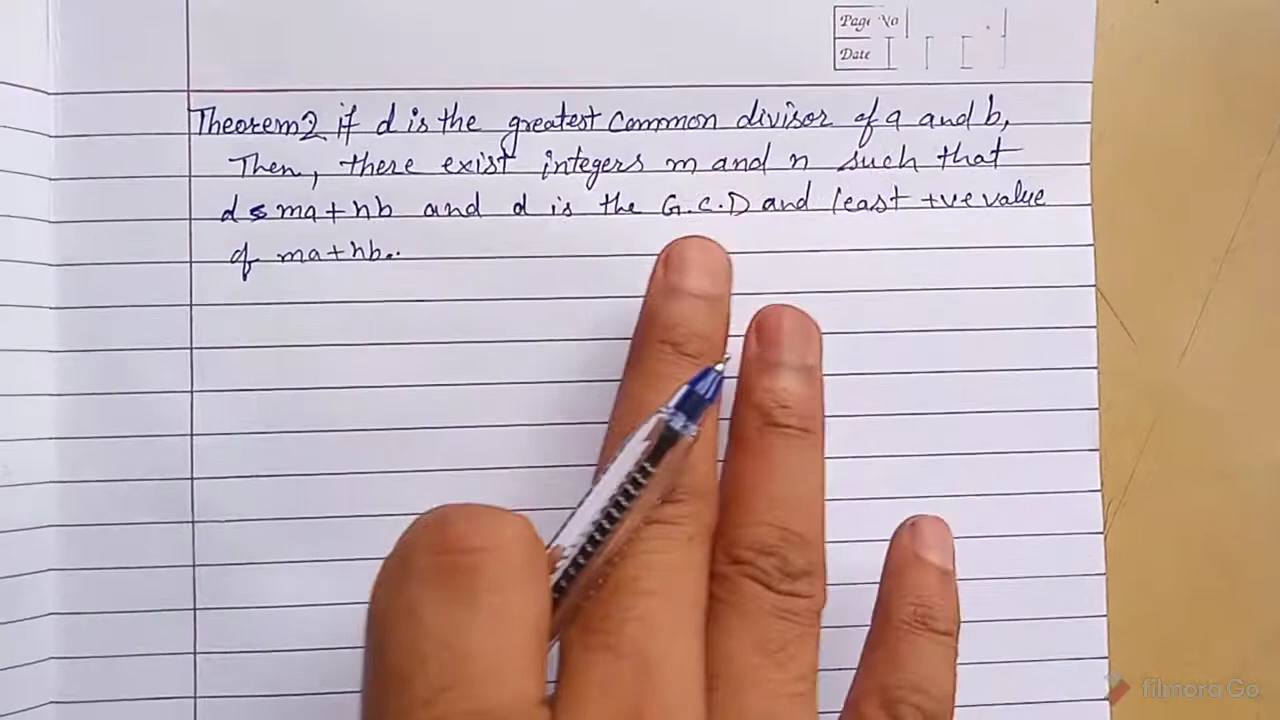 Page No
Date
Theorem 2 if d is the greatest common divisor of a and b,
Then, there exist integers m and n such that
d = ma + nb and d is the G.C.D and least +ve value
of ma + nb..
filmora Go